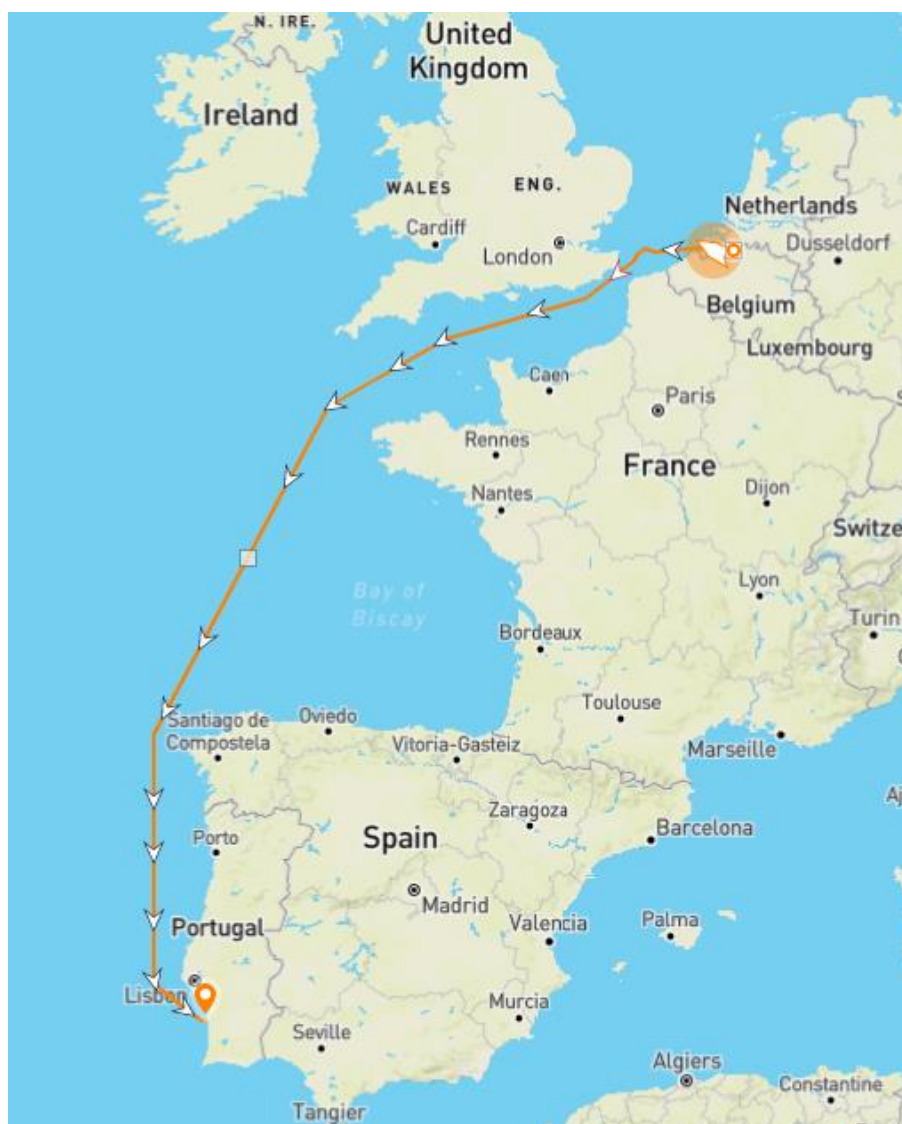 N. IRE.
United
Kingdom
Ireland
WALES
ENG.
Netherlands
Cardiff
London
Dusseldorf
Belgium
Luxembourg
Caen
Paris
Rennes
France
Nantes
Dijon
Switze
Lyon
Bay of
Biscay
Turin
Bordeaux
Toulouse
Santiago de
Compostela
Oviedo
Vitoria-Gasteiz
Marseille
Zaragoza
Aj
Porto
Spain
Barcelona
Madrid
Portugal
Valencia
Palma
Lisbon
Murcia
Seville
Algiers
Constantine
Tangier